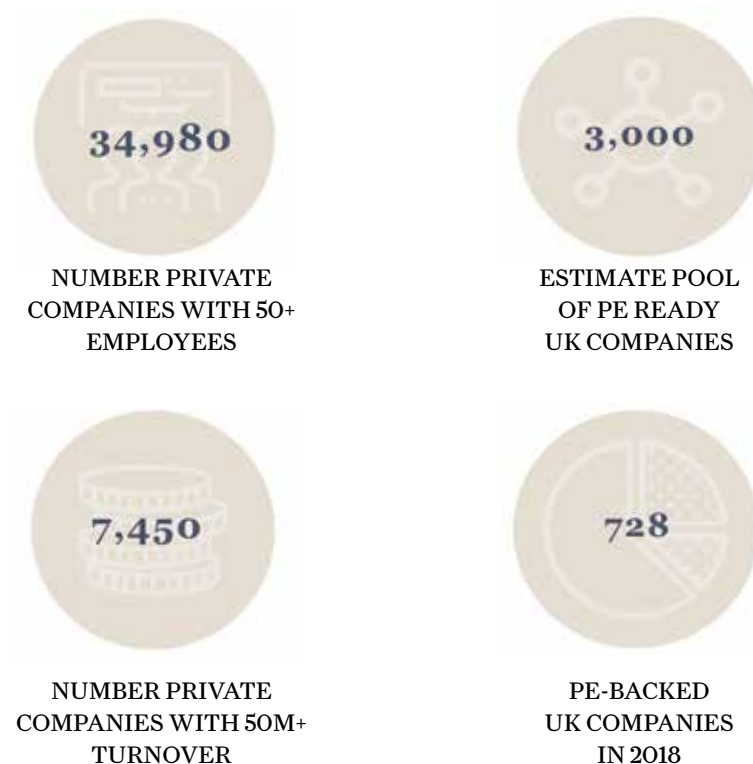 34,980
NUMBER PRIVATE
COMPANIES WITH 50+
EMPLOYEES
3,000
ESTIMATE POOL
OF PE READY
UK COMPANIES
7,450
NUMBER PRIVATE
COMPANIES WITH 50M+
TURNOVER
728
PE-BACKED
UK COMPANIES
IN 2018